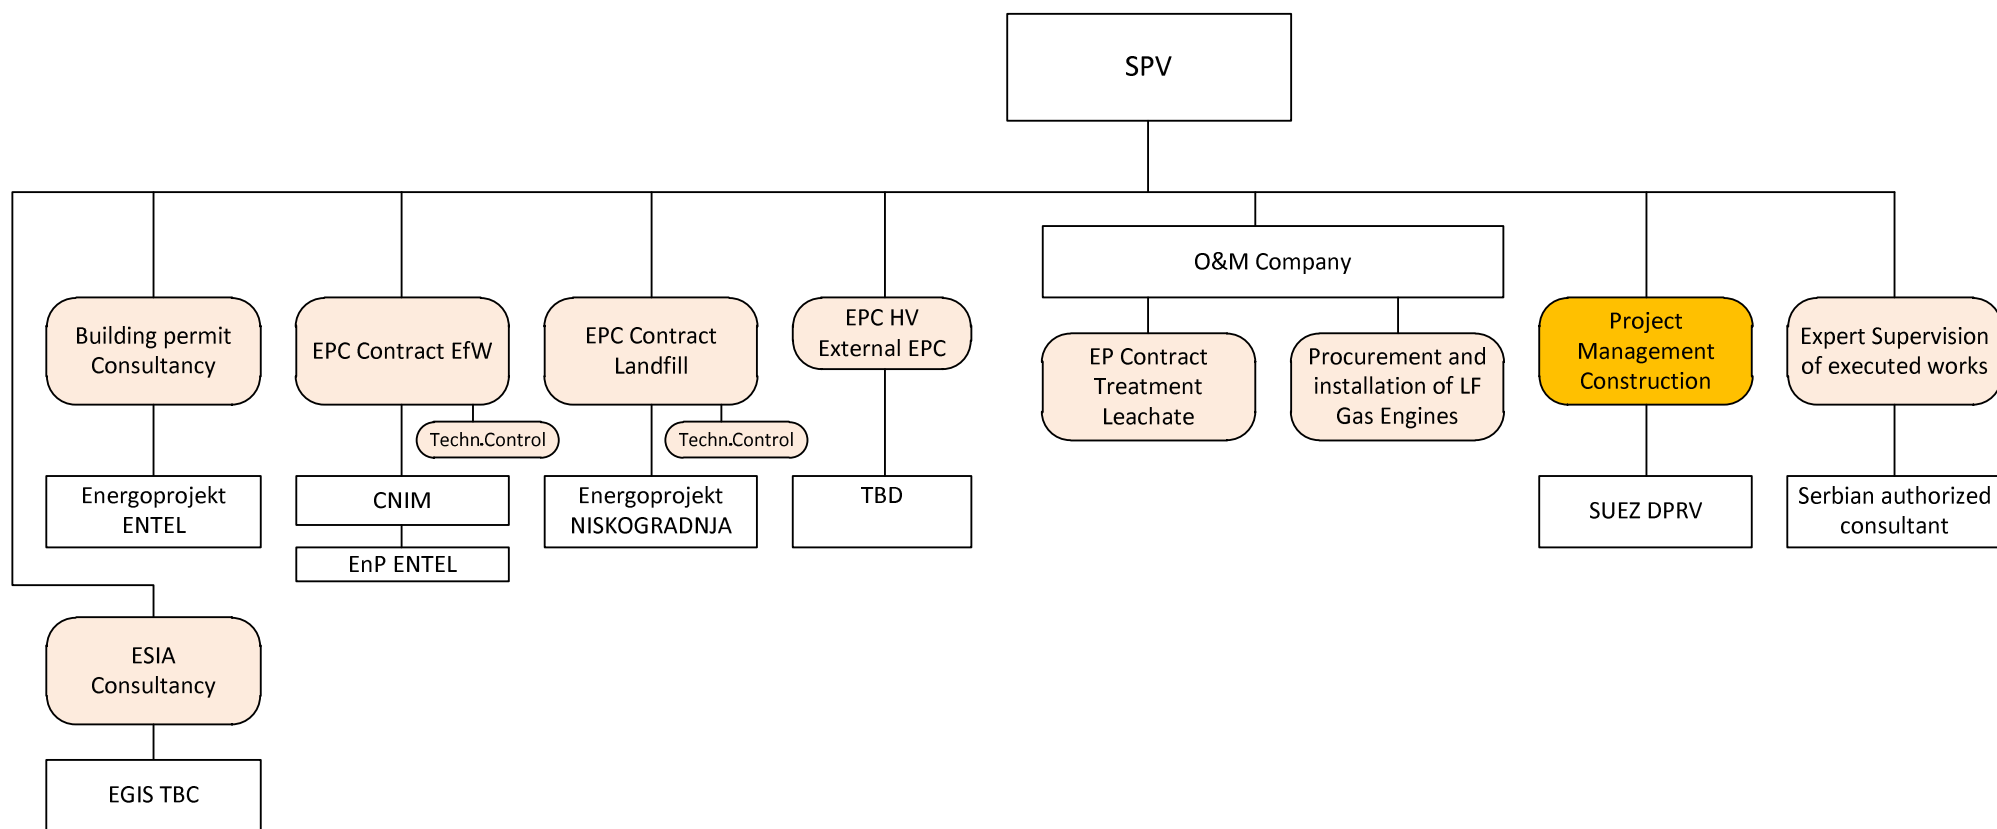 SPV
O&M Company
Building permit
Consultancy
EPC Contract EfW
EPC Contract
Landfill
EPC HV
External EPC
EP Contract
Treatment
Leachate
Procurement and
installation of LF
Gas Engines
Project
Management
Construction
Expert Supervision
of executed works
Techn.Control
Techn.Control
Energoprojekt
ENTEL
CNIM
EnP ENTEL
Energoprojekt
NISKOGRADNJA
TBD
SUEZ DPRV
Serbian authorized
consultant
ESIA
Consultancy
EGIS TBC